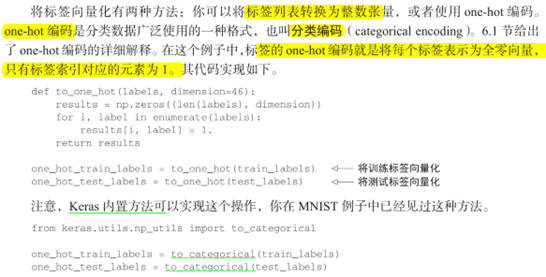 将标签向量化有两种方法：你可以将标签列表转换为整数张量，或者使用 one-hot 编码。
one-hot 编码是分类数据广泛使用的一种格式，也叫分类编码（categorical encoding）。6.1 节给出
了 one-hot 编码的详细解释。在这个例子中，标签的 one-hot 编码就是将每个标签表示为全零向量，
只有标签索引对应的元素为 1。其代码实现如下。
def to_one_hot(labels, dimension=46):
    results = np.zeros((len(labels), dimension))
    for i, label in enumerate(labels):
        results[i, label] = 1.
    return results
one_hot_train_labels = to_one_hot(train_labels) ◁── 将训练标签向量化
one_hot_test_labels = to_one_hot(test_labels) ◁── 将测试标签向量化
注意，Keras 内置方法可以实现这个操作，你在 MNIST 例子中已经见过这种方法。
from keras.utils.np_utils import to_categorical
one_hot_train_labels = to_categorical(train_labels)
one_hot_test_labels = to_categorical(test_labels)